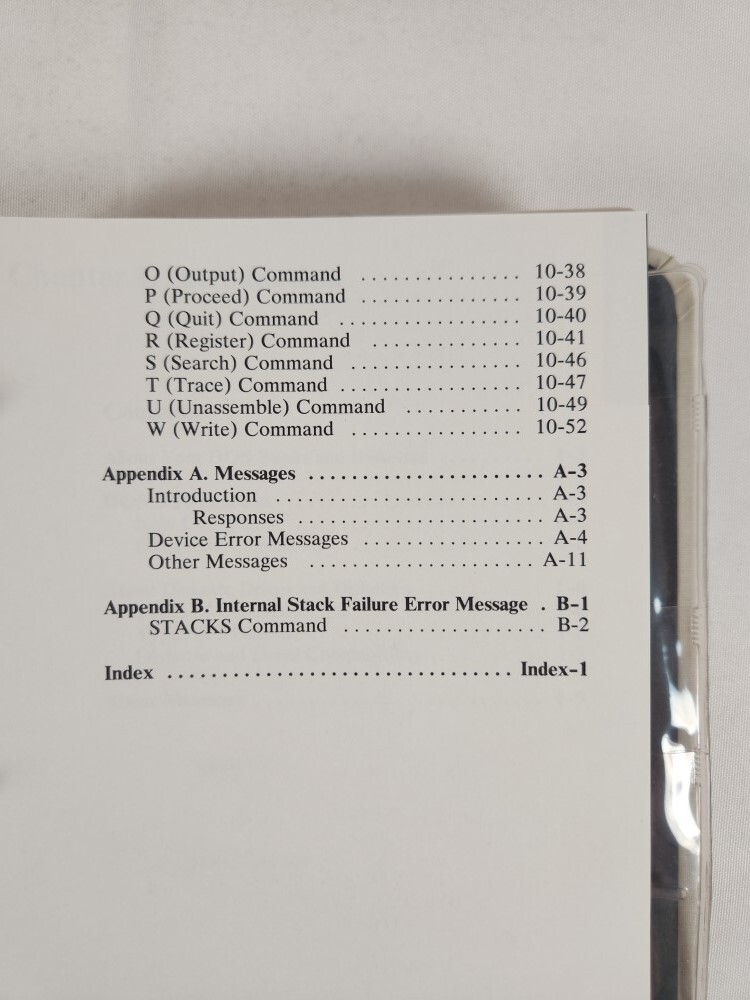 O (Output) Command ............... 10-38
P (Proceed) Command ............... 10-39
Q (Quit) Command ................. 10-40
R (Register) Command .............. 10-41
S (Search) Command ................ 10-46
T (Trace) Command ................. 10-47
U (Unassemble) Command ........... 10-49
W (Write) Command ................ 10-52
Appendix A. Messages ...................... A-3
Introduction ......................... A-3
Responses ....................... A-3
Device Error Messages ................. A-4
Other Messages ..................... A-11
Appendix B. Internal Stack Failure Error Message . B-1
STACKS Command ................... B-2
Index ................................ Index-1